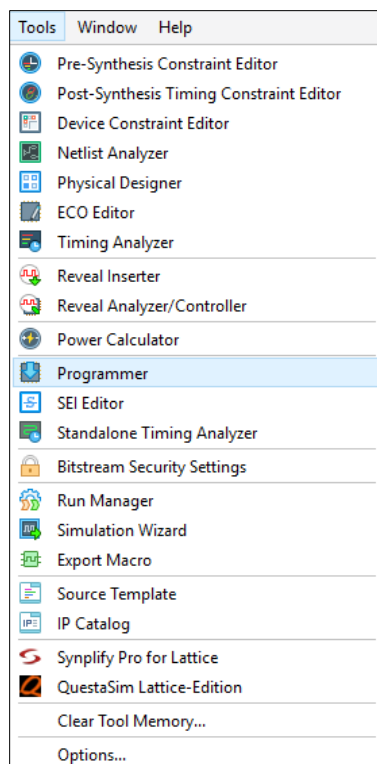 Tools Window Help
Pre-Synthesis Constraint Editor
Post-Synthesis Timing Constraint Editor
Device Constraint Editor
Netlist Analyzer
Physical Designer
ECO Editor
Timing Analyzer
Reveal Inserter
Reveal Analyzer/Controller
Power Calculator
Programmer
SEI Editor
Standalone Timing Analyzer
Bitstream Security Settings
Run Manager
Simulation Wizard
Export Macro
Source Template
IP Catalog
Synplify Pro for Lattice
QuestaSim Lattice-Edition
Clear Tool Memory...
Options...